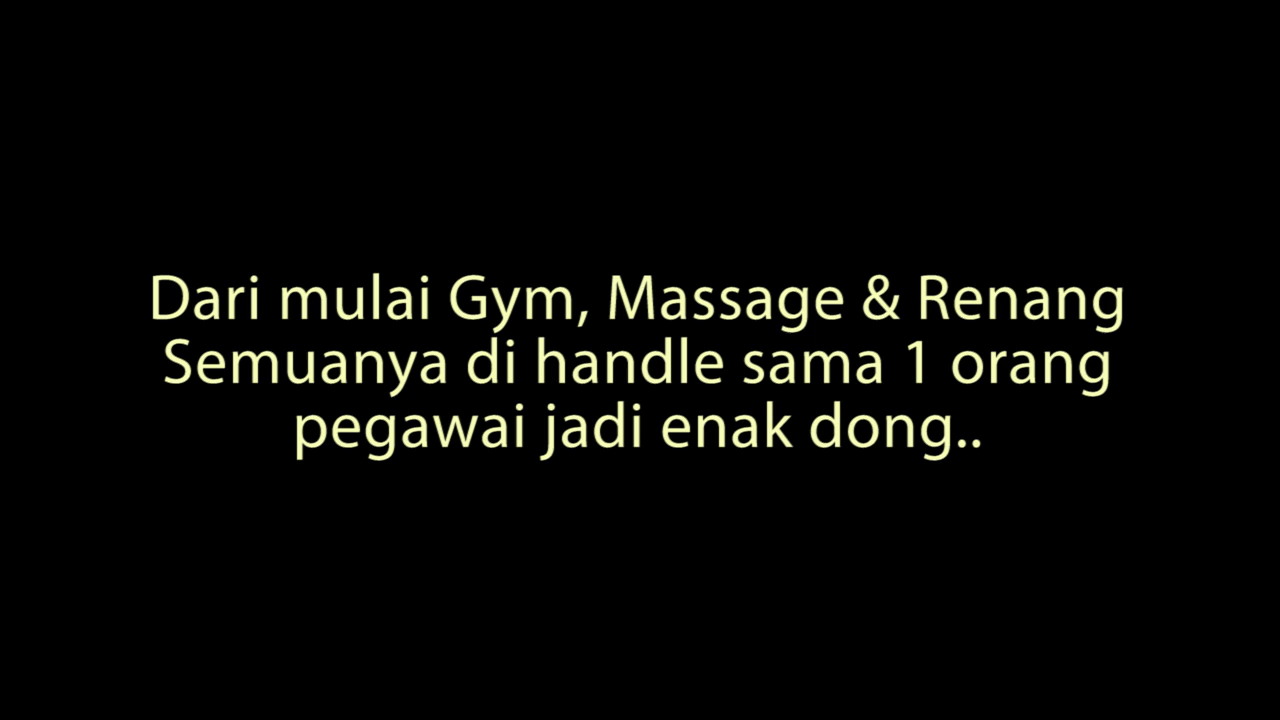 Dari mulai Gym, Massage & Renang
Semuanya di handle sama 1 orang
pegawai jadi enak dong..